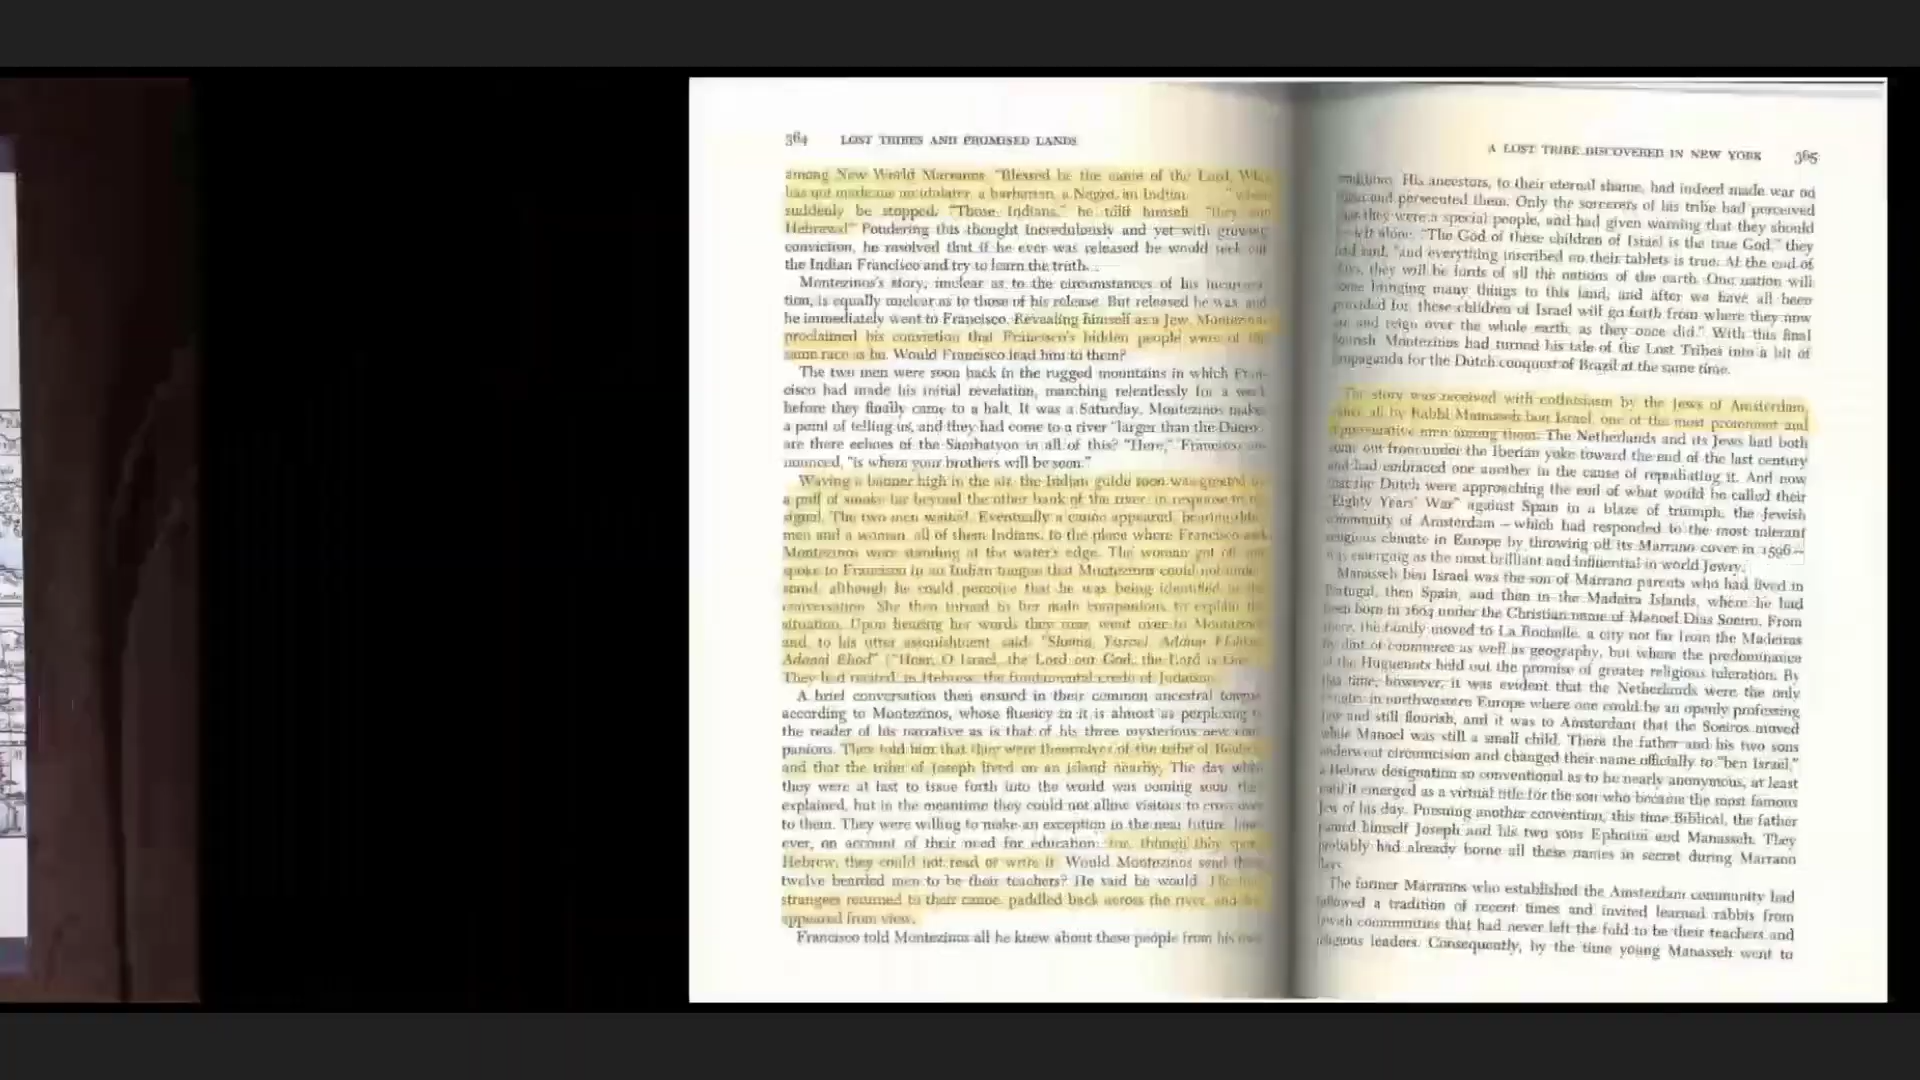 364 LOST TRIBES AND PROMISED LANDS
among New World Marranos. "Blessed be the name of the Lord, Who
has not made me an idolater, a barbarian, a Negro, an Indian
suddenly be stopped. "Those Indians," he told himself, "they are
Hebrews!" Pondering this thought incredulously and yet with growing
conviction, he resolved that if he ever was released he would seek out
the Indian Francisco and try to learn the truth.
Montezinos's story, unclear as to the circumstances of his incarcera-
tion, is equally unclear as to those of his release. But released he was, and
he immediately went to Francisco. Revealing himself as a Jew, Montezinos
proclaimed his conviction that Francisco's hidden people were of the
same race as he. Would Francisco lead him to them?
The two men were soon back in the rugged mountains in which Fran-
cisco had made his initial revelation, marching relentlessly for a week
before they finally came to a halt. It was a Saturday, Montezinos makes
a point of telling us, and they had come to a river "larger than the Duero"
are there echoes of the Sambatyon in all of this? "Here," Francisco an-
nounced, "is where your brothers will be soon."
Waving a banner high in the air, the Indian guide soon was greeted by
a puff of smoke far beyond the other bank of the river, in response to his
signal. The two men waited. Eventually a canoe appeared, bearing
men and a woman, all of them Indians, to the place where Francisco and
Montezinos were standing at the water's edge. The woman got off and
spoke to Francisco in an Indian tongue that Montezinos could not under-
stand, although he could perceive that he was being identified in the
conversation. She then turned to her male companions to explain the
situation. Upon hearing her words they rose, went over to Montezinos
and, to his utter astonishment, said: "Shema, Yisroel, Adonai Elohenu
Adonai Ehod" ("Hear, O Israel, the Lord our God, the Lord is One
They had recited, in Hebrew, the fundamental credo of Judaism.
A brief conversation then ensued in their common ancestral tongue
according to Montezinos, whose fluency in it is almost as perplexing to
the reader of his narrative as is that of his three mysterious new com-
panions. They told him that they were themselves of the tribe of Reuben
and that the tribe of Joseph lived on an island nearby. The day when
they were at last to issue forth into the world was coming soon, they
explained, but in the meantime they could not allow visitors to cross over
to them. They were willing to make an exception in the near future, how-
ever, on account of their need for education: for, though they spoke
Hebrew, they could not read or write it. Would Montezinos send them
twelve bearded men to be their teachers? He said he would. The
strangers returned to their canoe, paddled back across the river, and
appeared from view.
Francisco told Montezinos all he knew about these people from his own
A LOST TRIBE DISCOVERED IN NEW YORK 365
tradition. His ancestors, to their eternal shame, had indeed made war on
and persecuted them. Only the sorcerers of his tribe had perceived
that they were a special people, and had given warning that they should
be left alone. "The God of these children of Israel is the true God," they
had said, "and everything inscribed on their tablets is true. At the end of
days, they will be lords of all the nations of the earth. One nation will
come bringing many things to this land, and after we have all been
provided for, these children of Israel will go forth from where they now
are and reign over the whole earth, as they once did." With this final
flourish Montezinos had turned his tale of the Lost Tribes into a bit of
propaganda for the Dutch conquest of Brazil at the same time.
The story was received with enthusiasm by the Jews of Amsterdam,
above all by Rabbi Manasseh ben Israel, one of the most prominent and
authoritative men among them. The Netherlands and its Jews had both
come out from under the Iberian yoke toward the end of the last century
and had embraced one another in the cause of repudiating it. And now
that the Dutch were approaching the end of what would be called their
"Eighty Years' War" against Spain in a blaze of triumph, the Jewish
community of Amsterdam – which had responded to the most tolerant
religious climate in Europe by throwing off its Marrano cover in 1596 –
was emerging as the most brilliant and influential in world Jewry.
Manasseh ben Israel was the son of Marrano parents who had lived in
Portugal, then Spain, and then in the Madeira Islands, where he had
been born in 1604 under the Christian name of Manoel Dias Soeiro. From
there, the family moved to La Rochelle, a city not far from the Madeiras
by dint of commerce as well as geography, but where the predominance
of the Huguenots held out the promise of greater religious toleration. By
this time, however, it was evident that the Netherlands were the only
in northwestern Europe where one could be an openly professing
Jew and still flourish, and it was to Amsterdam that the Soeiros moved
while Manoel was still a small child. There the father and his two sons
underwent circumcision and changed their name officially to "ben Israel,"
a Hebrew designation so conventional as to be nearly anonymous, at least
until it emerged as a virtual title for the son who became the most famous
Jew of his day. Pursuing another convention, this time Biblical, the father
named himself Joseph and his two sons Ephraim and Manasseh. They
probably had already borne all these names in secret during Marrano
days.
The former Marranos who established the Amsterdam community had
followed a tradition of recent times and invited learned rabbis from
Jewish communities that had never left the fold to be their teachers and
religious leaders. Consequently, by the time young Manasseh went to